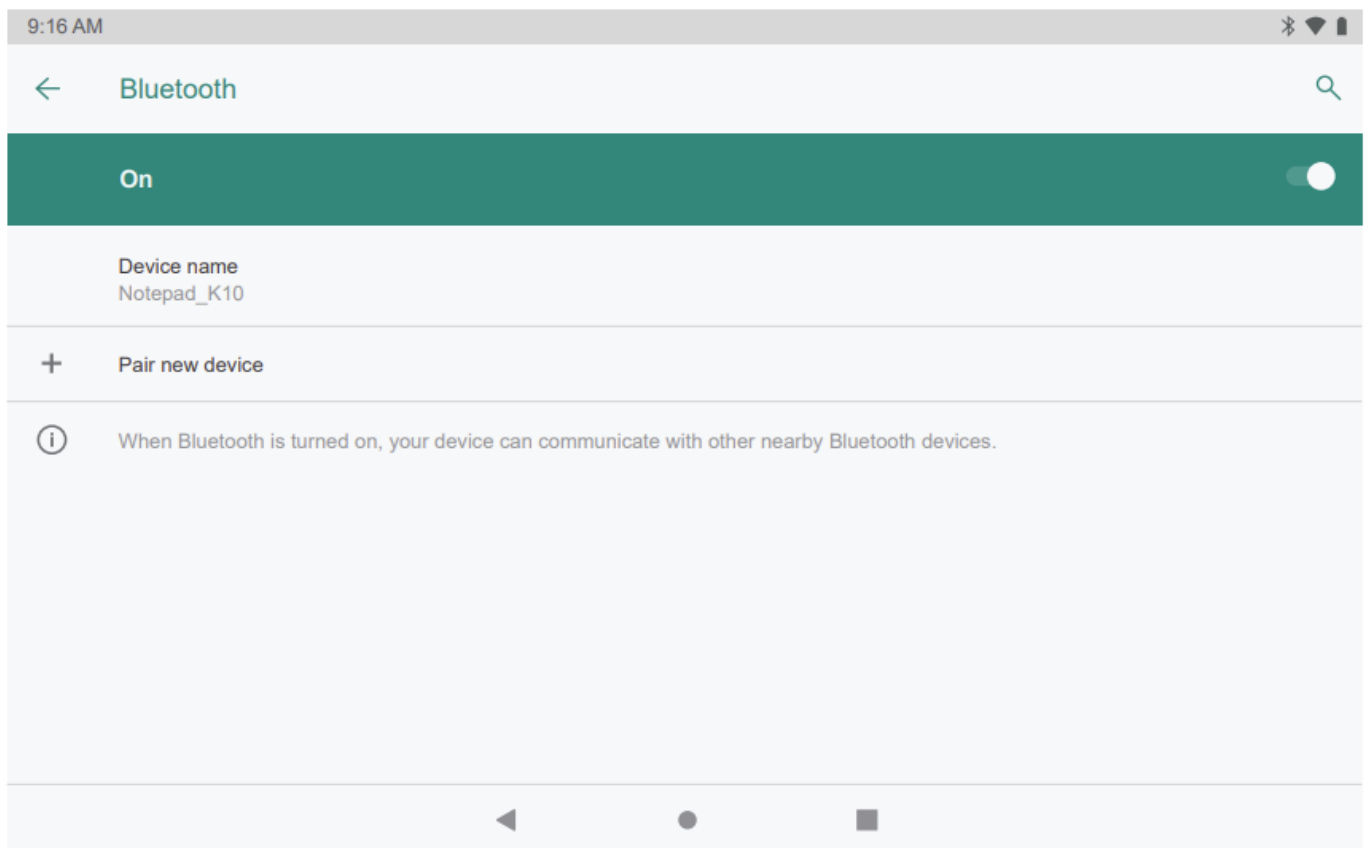 9:16 AM
Bluetooth
On
Device name
Notepad_K10
Pair new device
When Bluetooth is turned on, your device can communicate with other nearby Bluetooth devices.